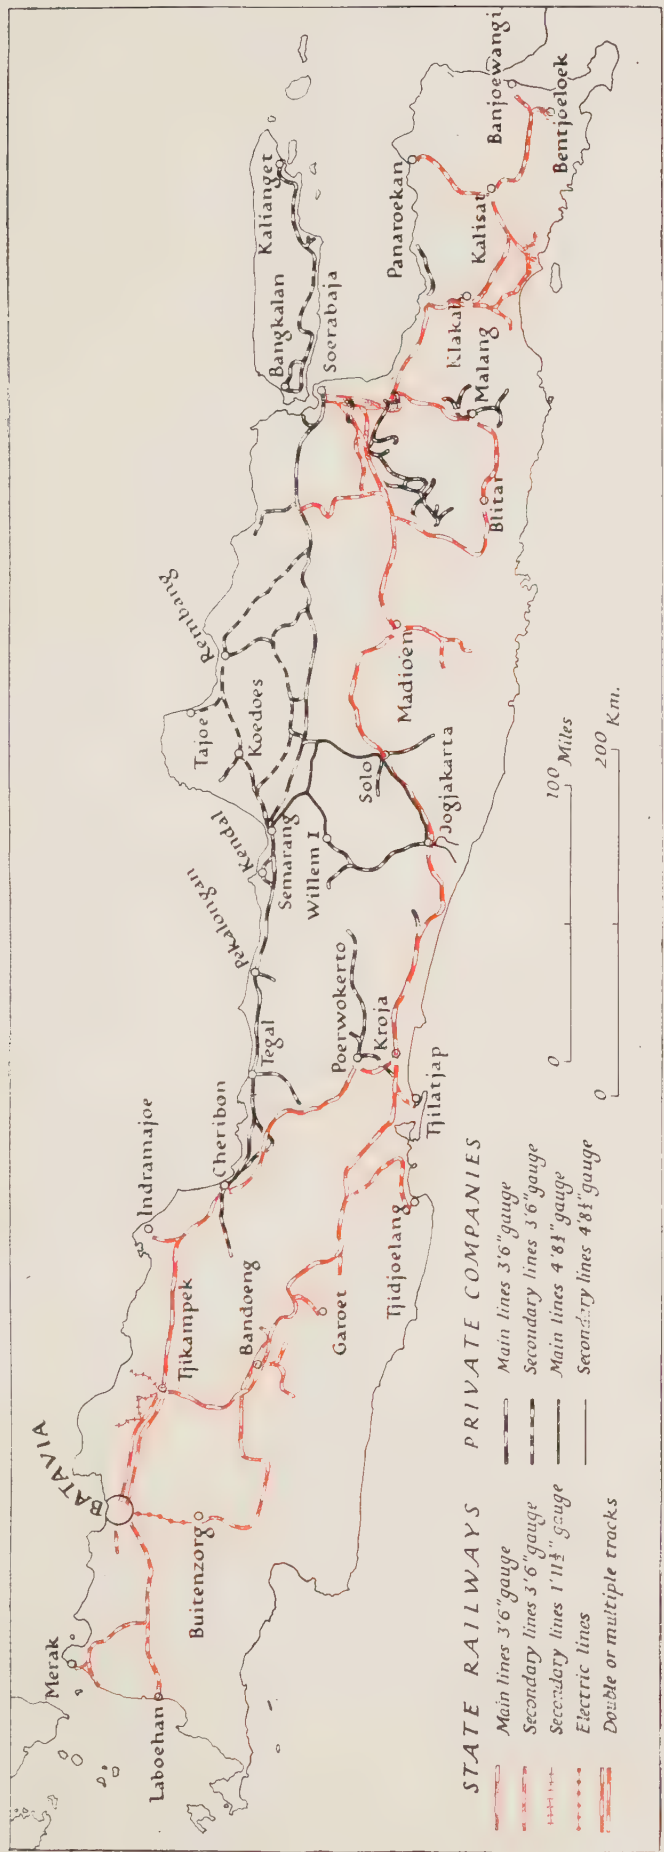 Merak
Laboehan
BATAVIA
Buitenzorg
Tjikampek
Bandoeng
Garoet
Indramajoe
Cheribon
Tjidjoelang
Tegal
Pekalongan
Poerwokerto
Kroja
Tjilatjap
Kendal
Semarang
Willem I
Tajoe
Koedoes
Rembang
Solo
Jogjakarta
Madioen
Blitar
Malang
Klakah
Soerabaja
Bangkalan
Kalianget
Panaroekan
Kalisat
Banjoewangi
Bentjoeloek
STATE RAILWAYS
Main lines 3'6" gauge
Secondary lines 3'6" gauge
Secondary lines 1'11⅝" gauge
Electric lines
Double or multiple tracks
PRIVATE COMPANIES
Main lines 3'6" gauge
Secondary lines 3'6" gauge
Main lines 4'8½" gauge
Secondary lines 4'8½" gauge
0 100
Miles
0 200 Km.